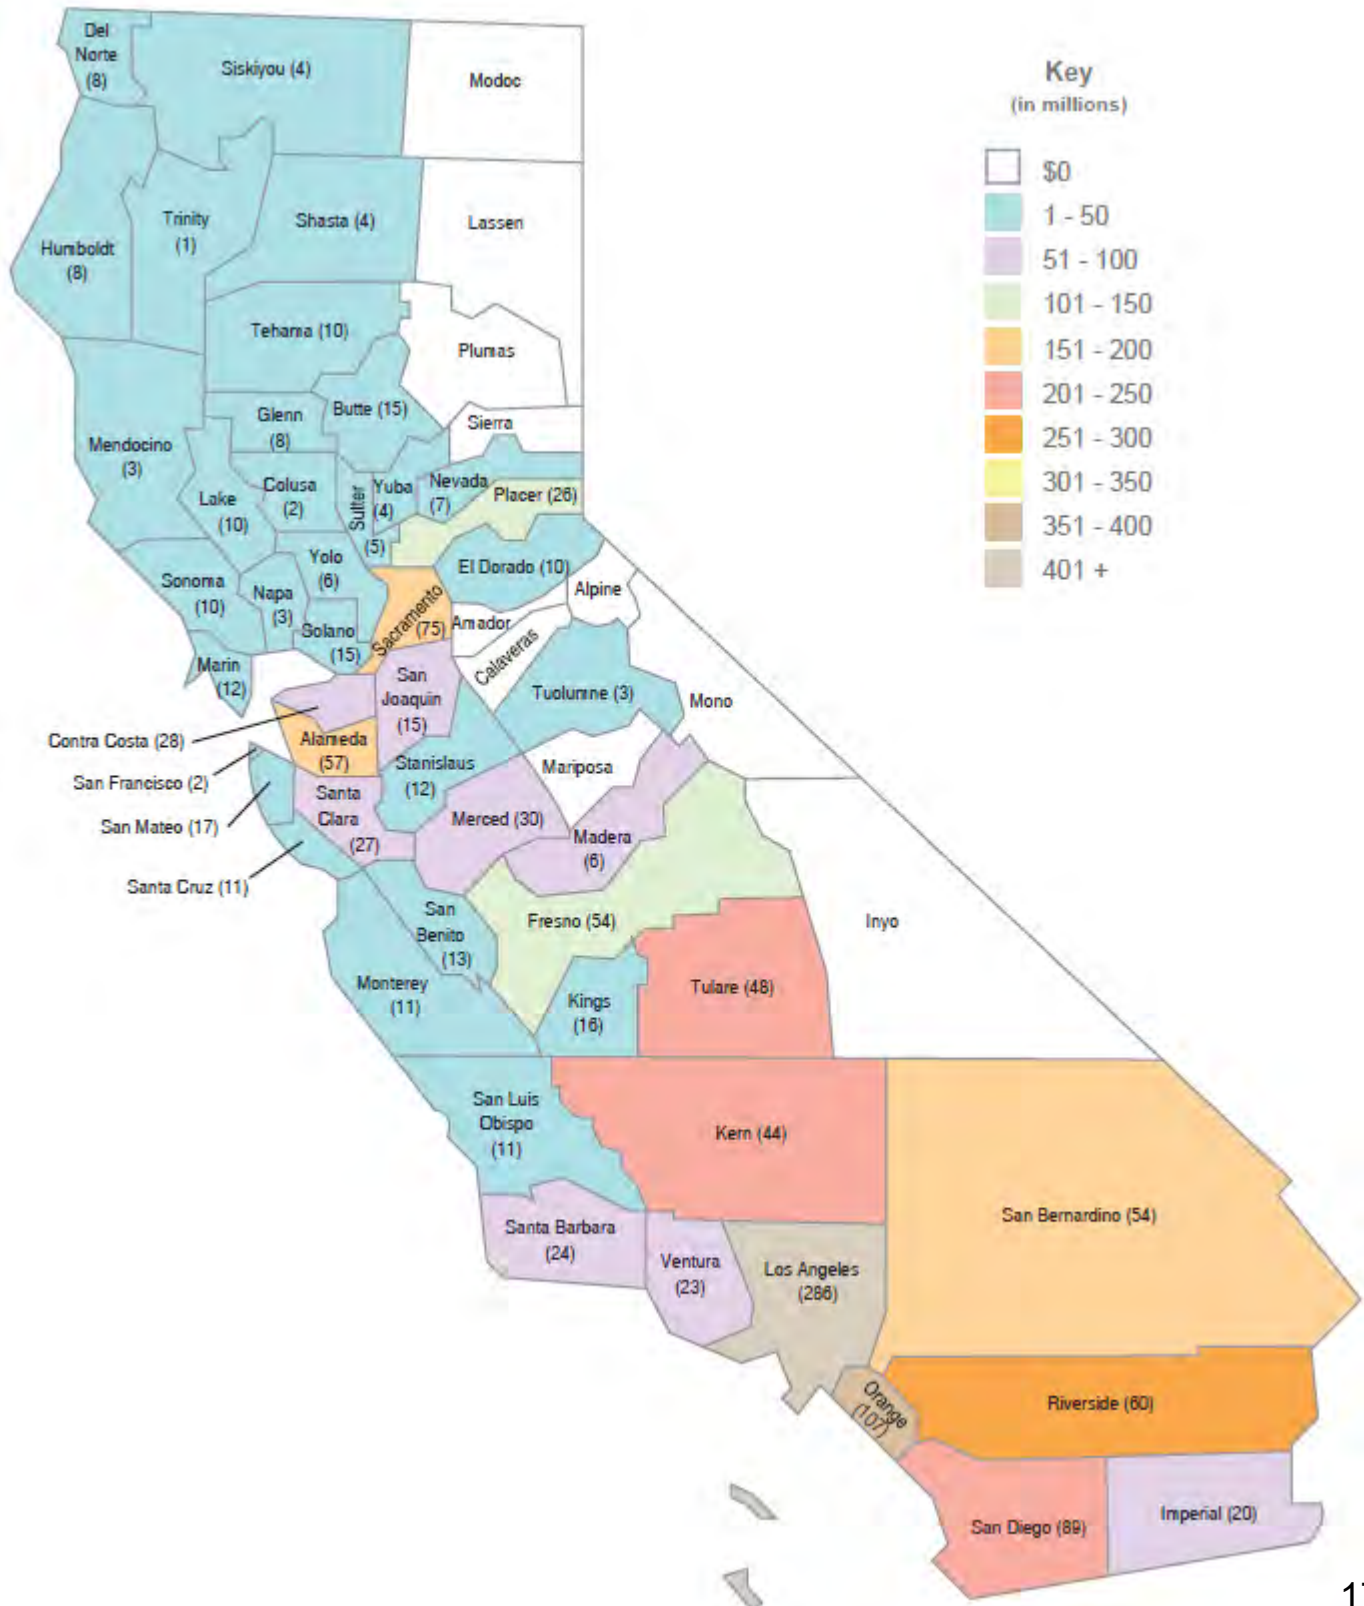 Del
Norte
(8)
Siskiyou (4)
Modoc
Key
(in millions)
$0
1 - 50
51 - 100
101 - 150
151 - 200
201 - 250
251 - 300
301 - 350
351 - 400
401 +
Humboldt
(8)
Trinity
(1)
Shasta (4)
Lassen
Tehama (10)
Plumas
Mendocino
(3)
Glenn
(8)
Butte (15)
Sierra
Lake
(10)
Colusa
(2)
Sutter
(5)
Yuba
(4)
Nevada
(7)
Placer (26)
Sonoma
(10)
Napa
(3)
Yolo
(6)
Solano
(15)
Sacramento
(75)
El Dorado (10)
Alpine
Amador
Calaveras
Marin
(12)
San
Joaquin
(15)
Tuolumne (3)
Mono
Contra Costa (28)
Alameda
(57)
San Francisco (2)
Stanislaus
(12)
Mariposa
San Mateo (17)
Santa
Clara
(27)
Merced (30)
Madera
(6)
Santa Cruz (11)
San
Benito
(13)
Fresno (54)
Inyo
Monterey
(11)
Kings
(16)
Tulare (48)
San Luis
Obispo
(11)
Kern (44)
San Bernardino (54)
Santa Barbara
(24)
Ventura
(23)
Los Angeles
(286)
Orange
(107)
Riverside (60)
San Diego (89)
Imperial (20)